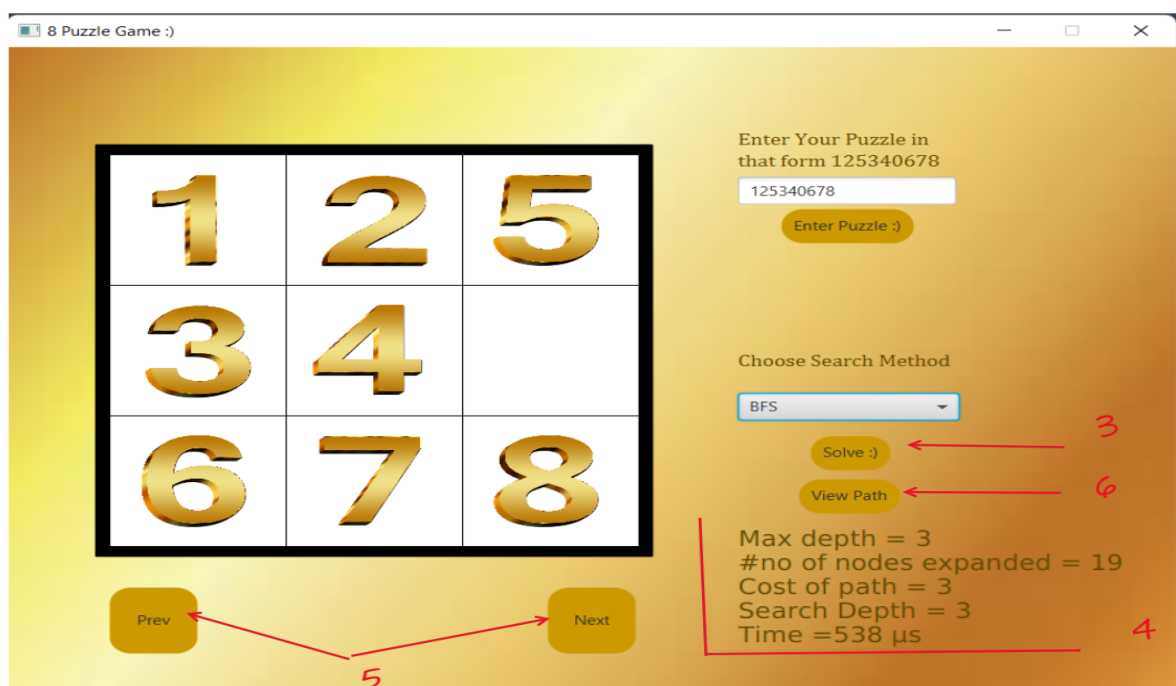 8 Puzzle Game :)
Enter Your Puzzle in
that form 125340678
125340678
Enter Puzzle :)
1 2 5
3 4
6 7 8
Choose Search Method
BFS
Solve :)
3
View Path
6
Max depth = 3
#no of nodes expanded = 19
Cost of path = 3
Search Depth = 3
Time =538 µs
4
Prev
Next
5